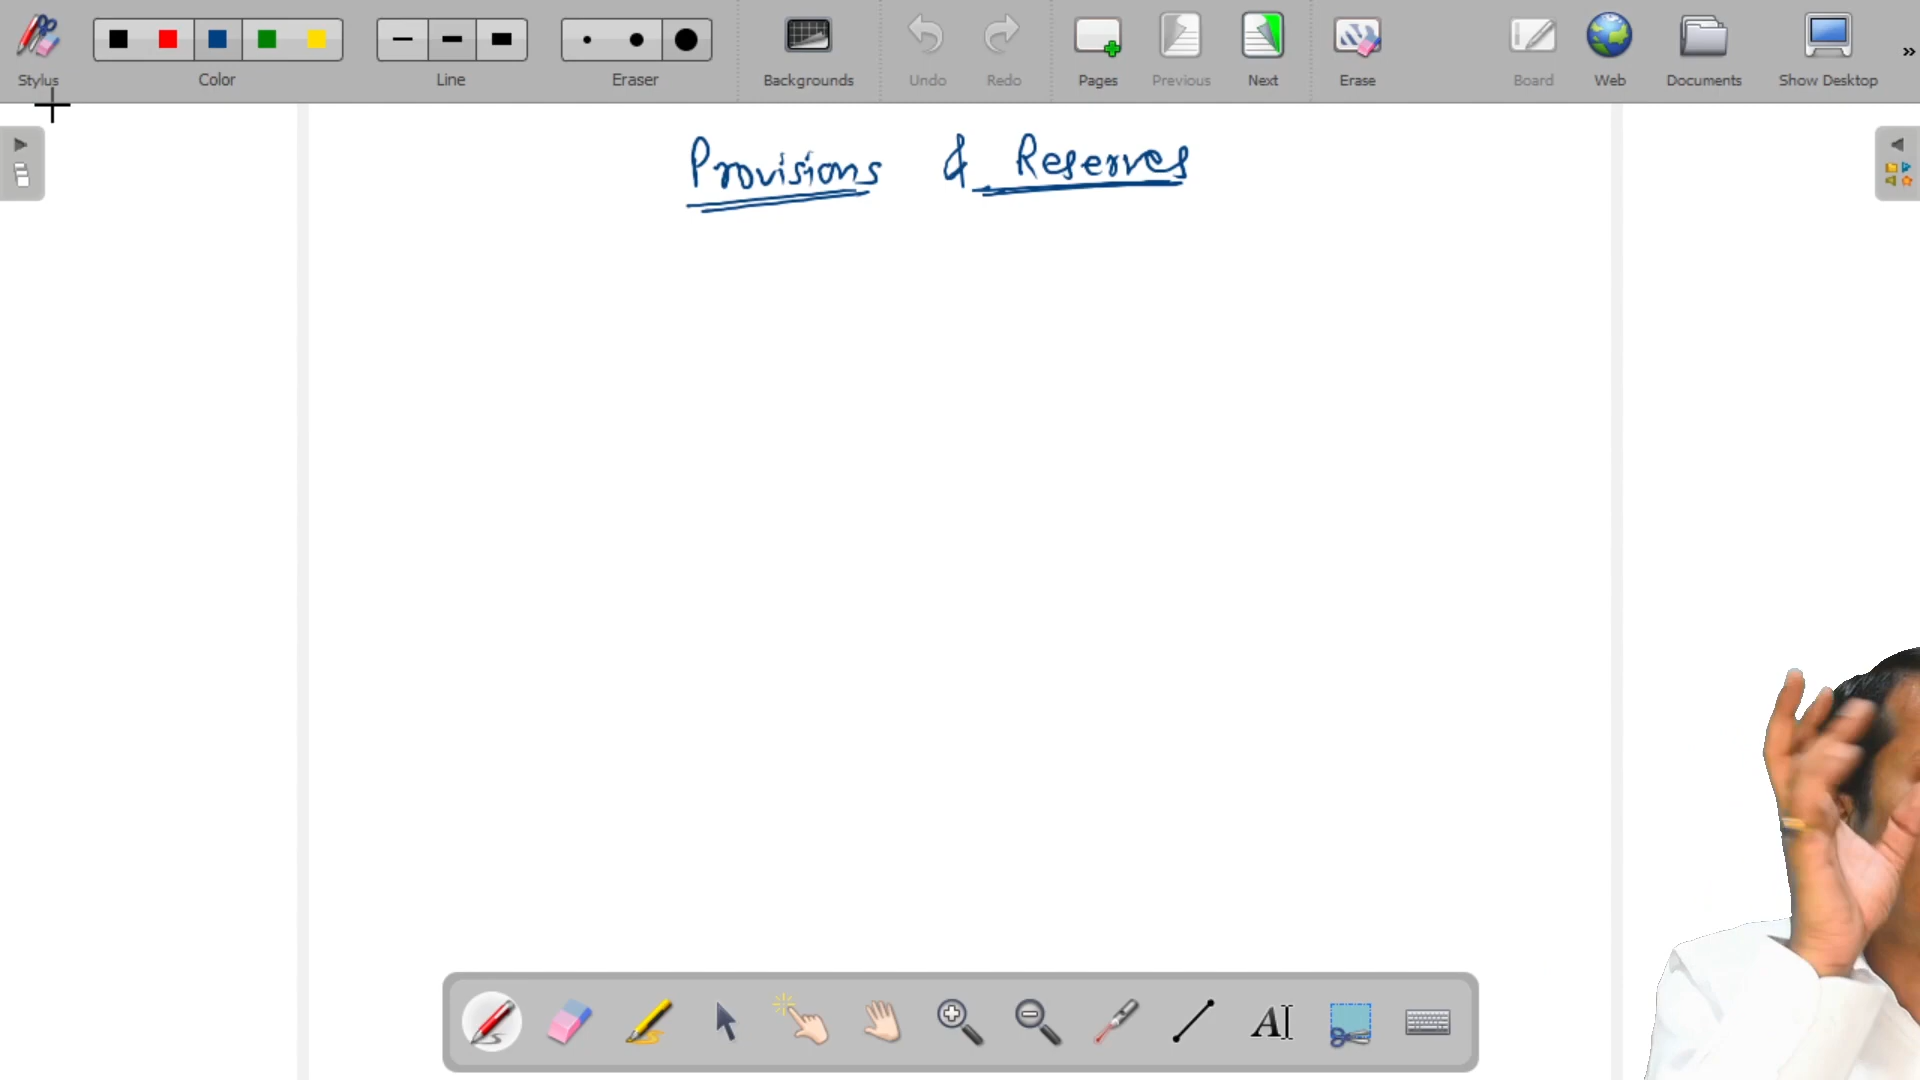 Stylus
Color
Line
Eraser
Backgrounds
Undo
Redo
Pages
Previous
Next
Erase
Board
Web
Documents
Show Desktop
»
Provisions & Reserves